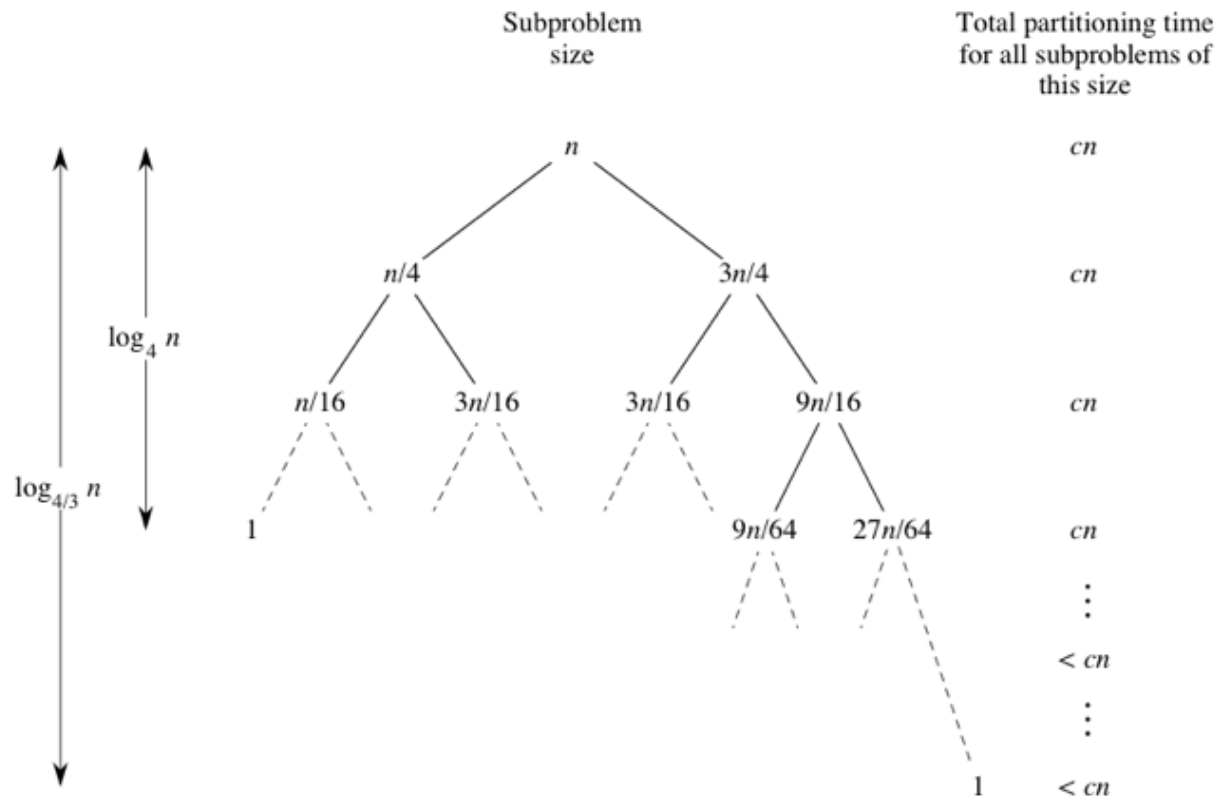 Subproblem
size
Total partitioning time
for all subproblems of
this size
n
cn
n/4
3n/4
cn
log₄ n
n/16
3n/16
3n/16
9n/16
cn
log₄/₃ n
1
9n/64
27n/64
cn
⋮
< cn
⋮
1
< cn